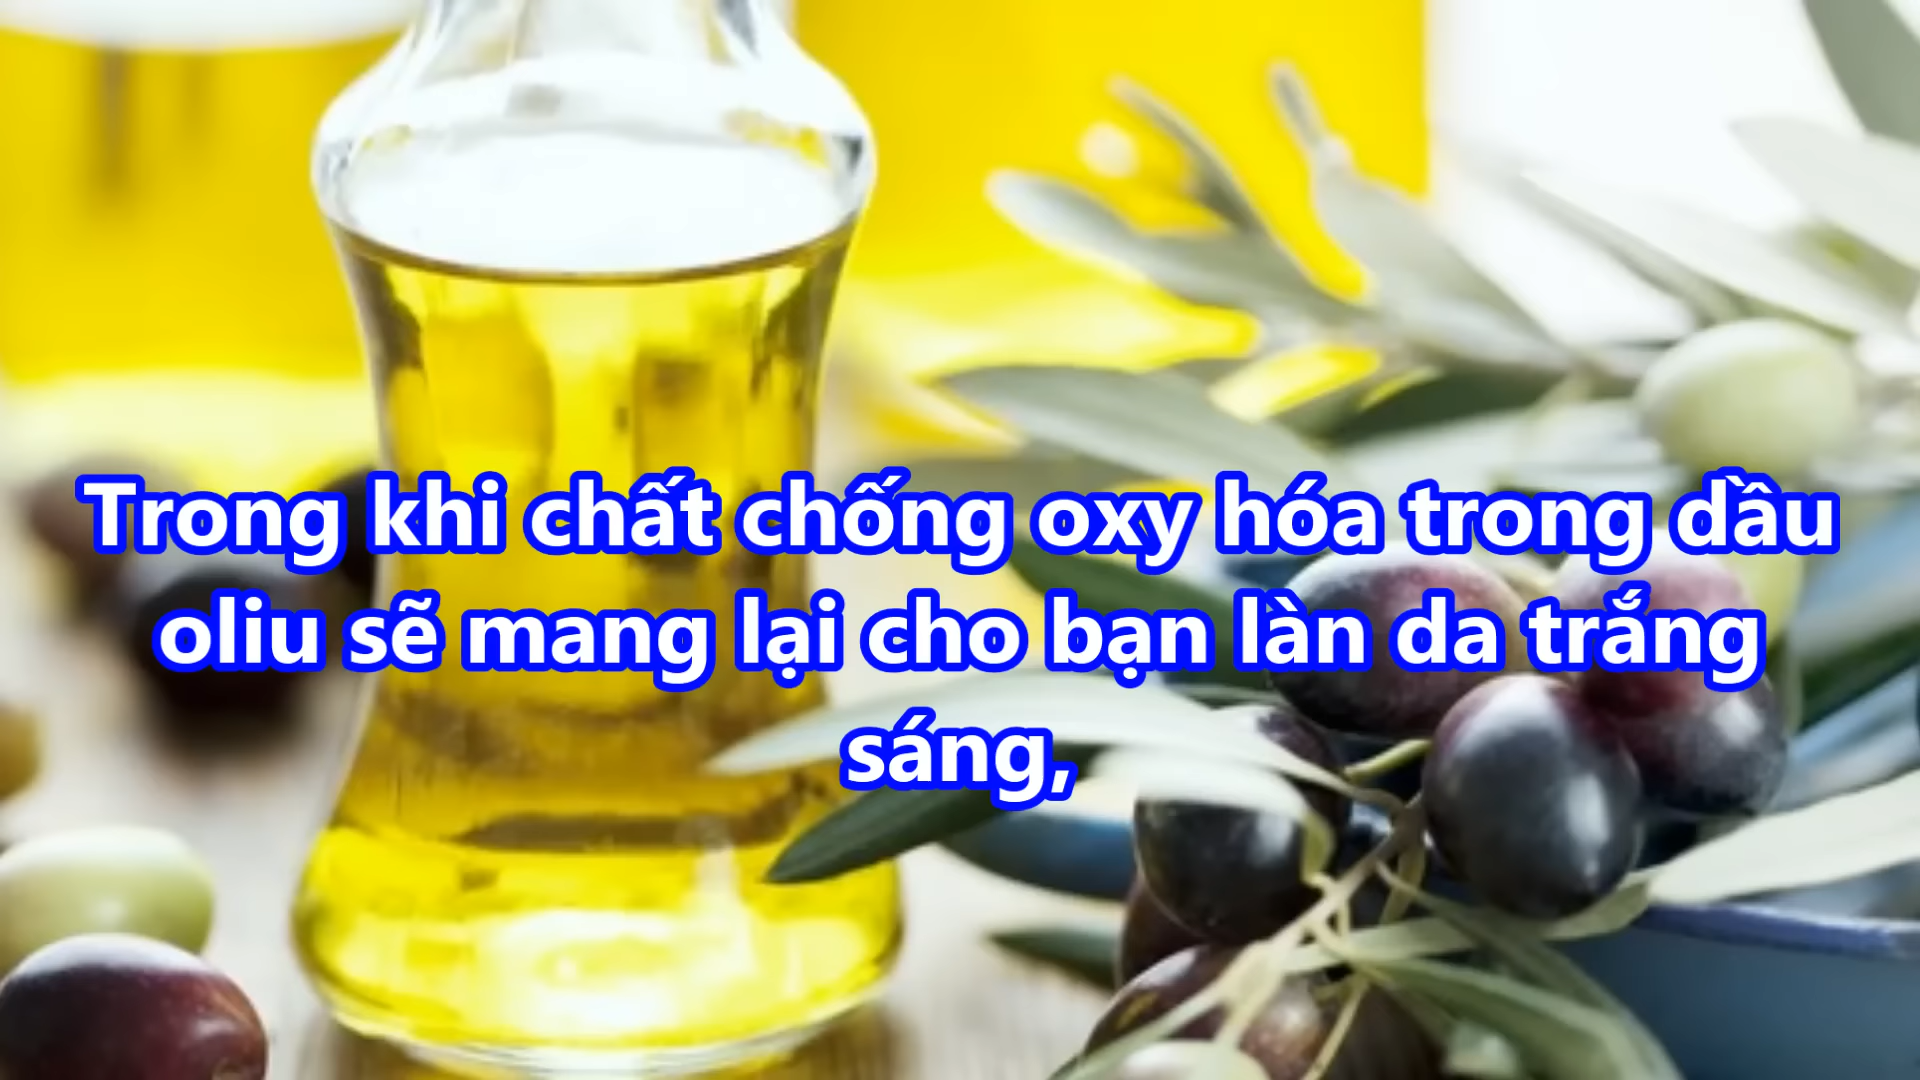 Trong khi chất chống oxy hóa trong dầu
oliu sẽ mang lại cho bạn làn da trắng
sáng,